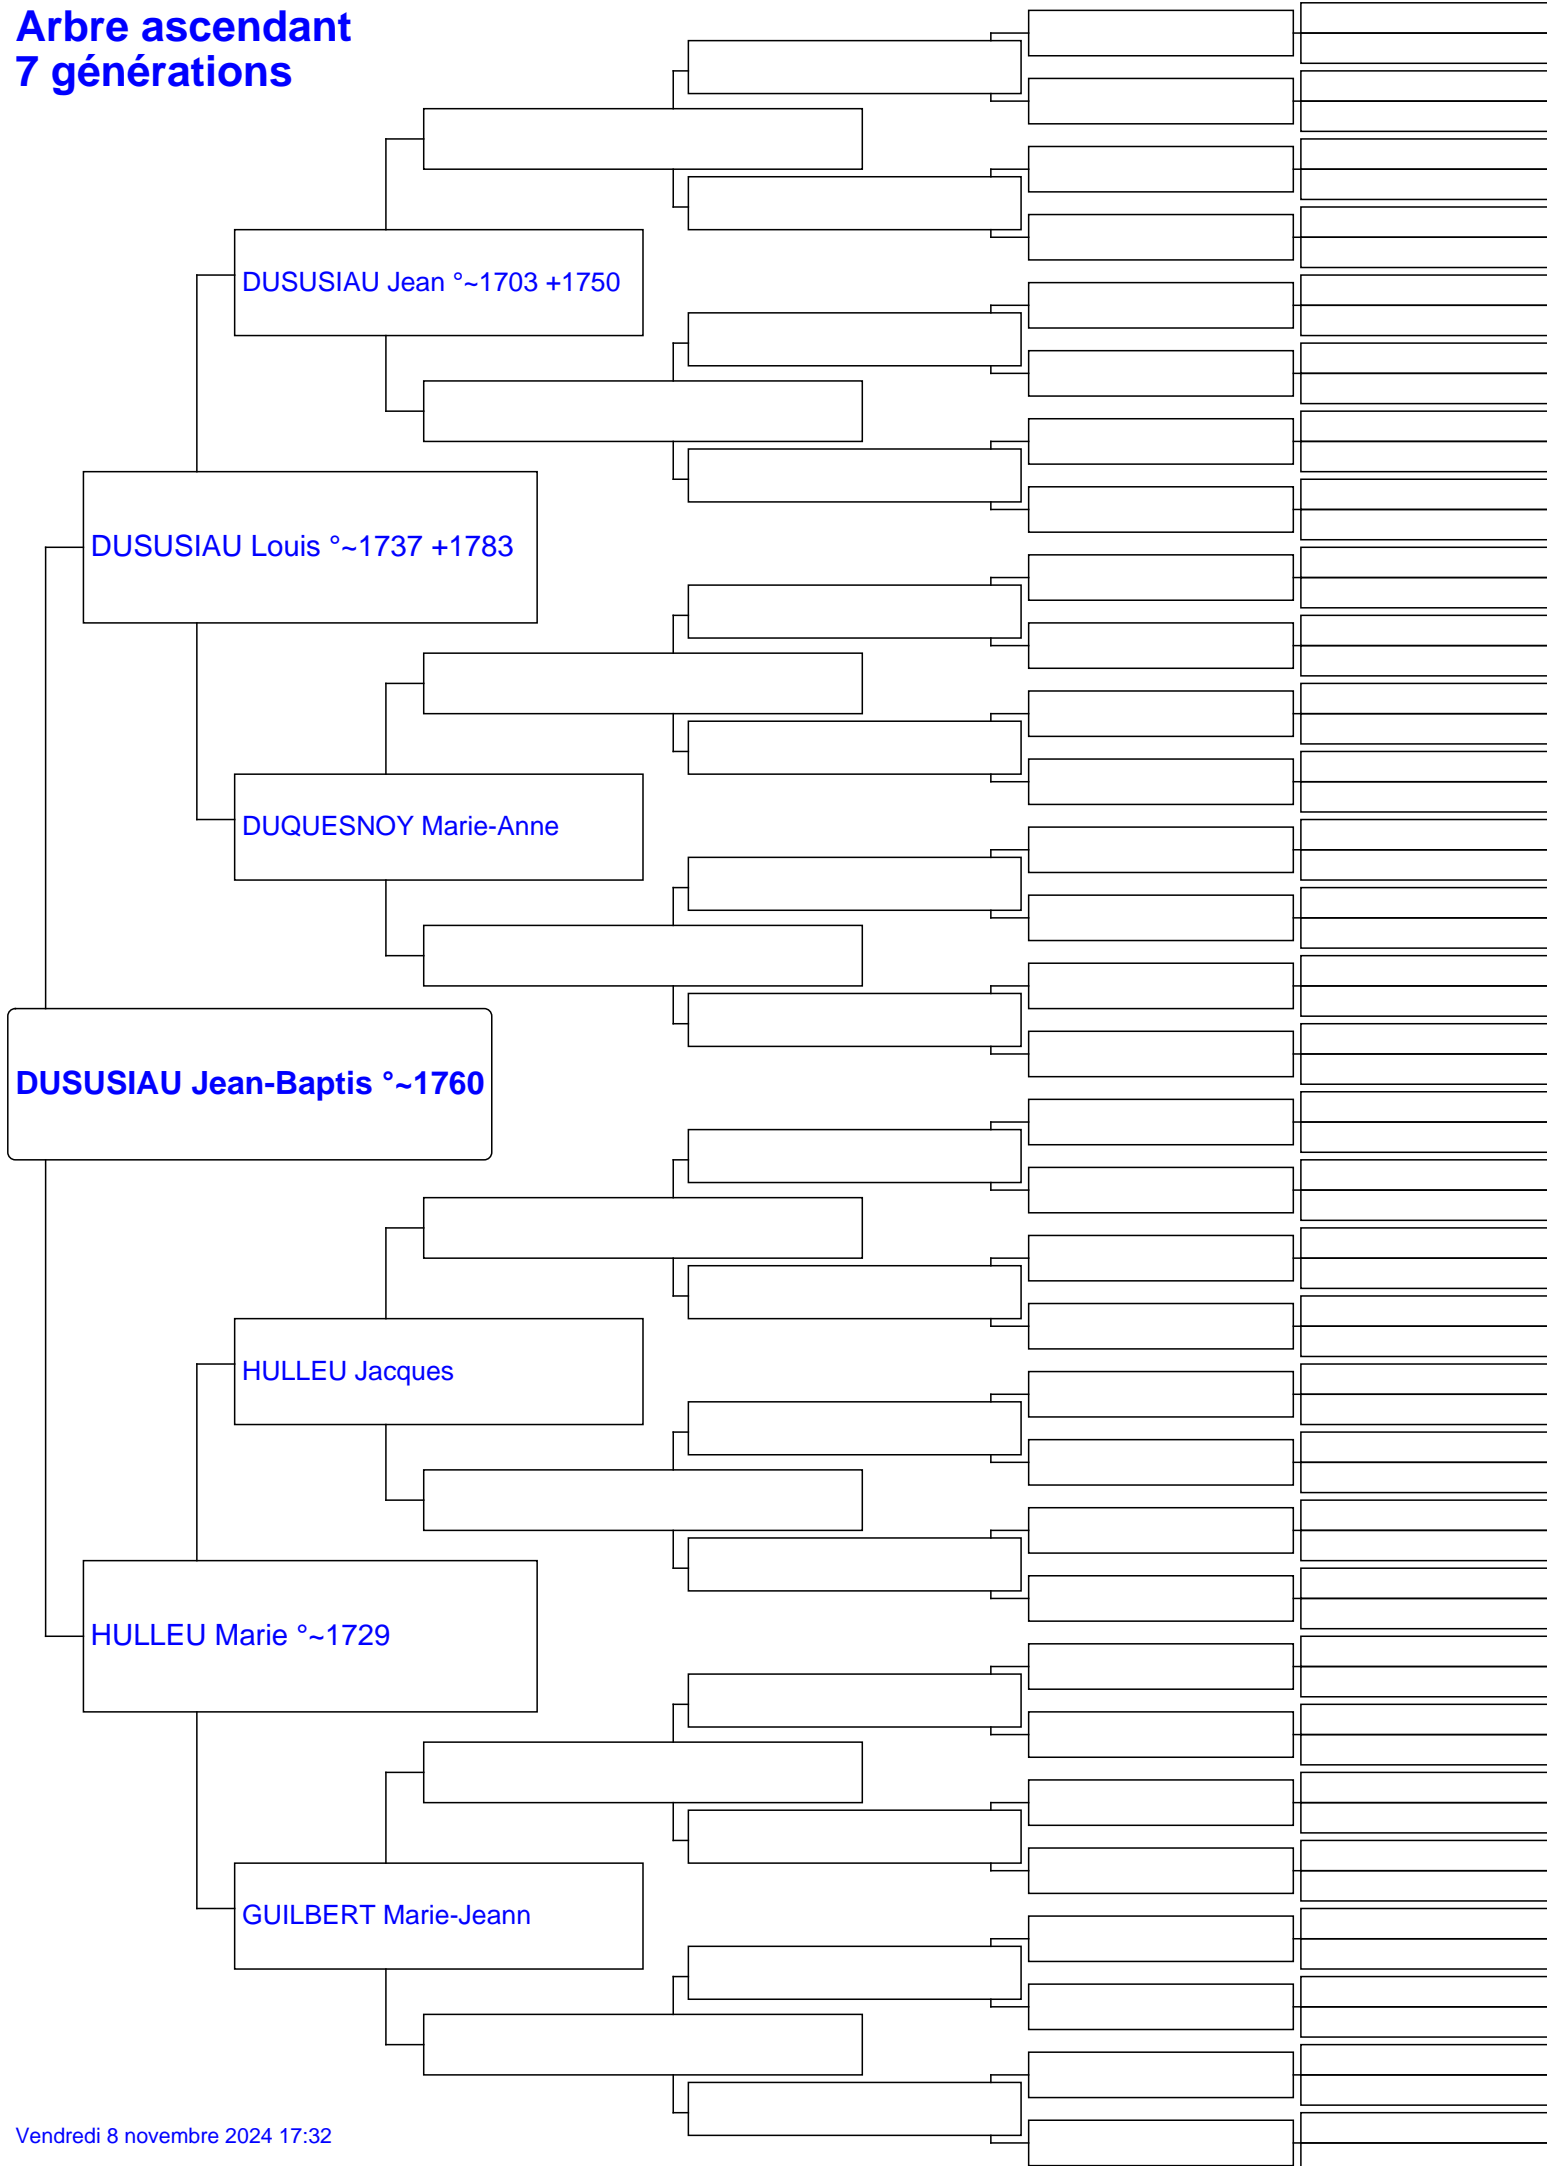 Arbre ascendant
7 générations
DUSUSIAU Jean °~1703 +1750
DUSUSIAU Louis °~1737 +1783
DUQUESNOY Marie-Anne
DUSUSIAU Jean-Baptis °~1760
HULLEU Jacques
HULLEU Marie °~1729
GUILBERT Marie-Jeann
Vendredi 8 novembre 2024 17:32